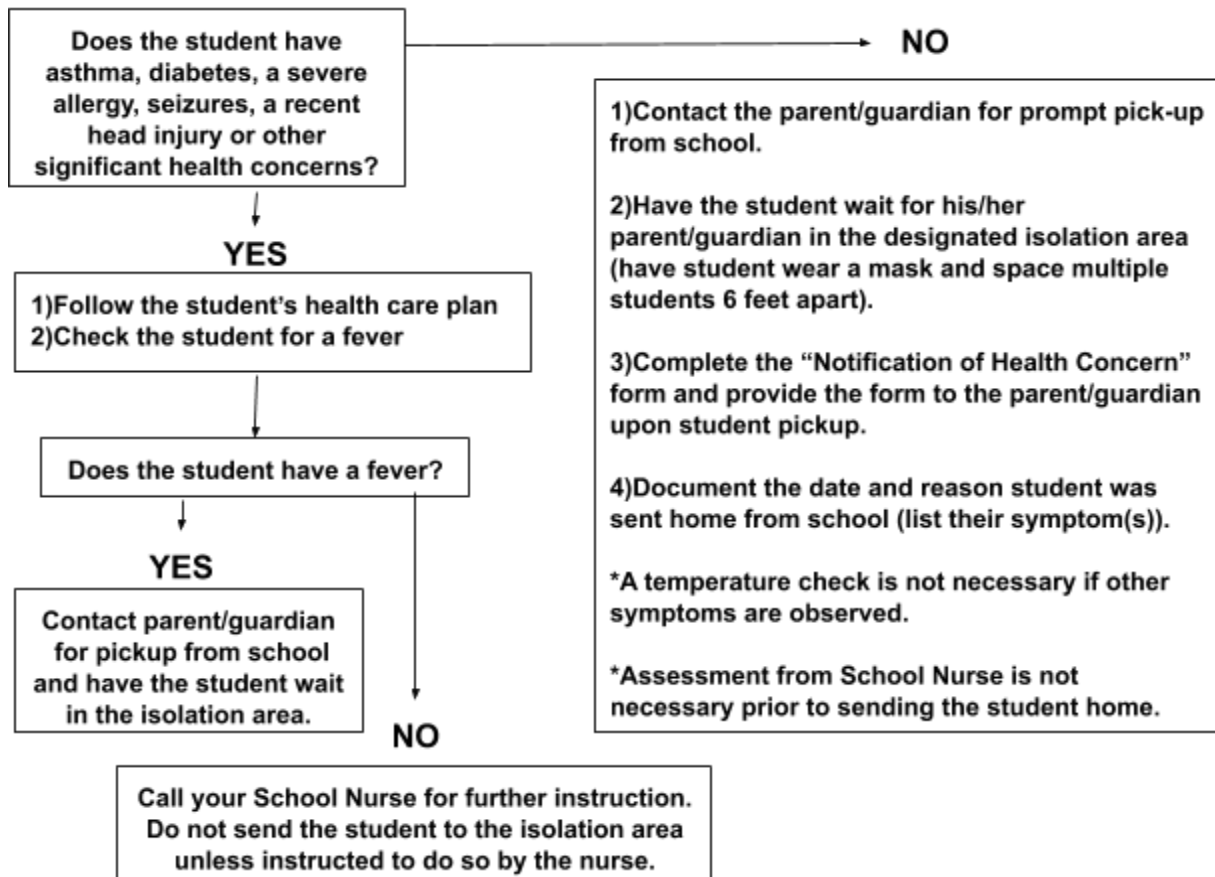 Does the student have
asthma, diabetes, a severe
allergy, seizures, a recent
head injury or other
significant health concerns?
YES
1)Follow the student’s health care plan
2)Check the student for a fever
Does the student have a fever?
YES
Contact parent/guardian
for pickup from school
and have the student wait
in the isolation area.
NO
Call your School Nurse for further instruction.
Do not send the student to the isolation area
unless instructed to do so by the nurse.
NO
1)Contact the parent/guardian for prompt pick-up
from school.
2)Have the student wait for his/her
parent/guardian in the designated isolation area
(have student wear a mask and space multiple
students 6 feet apart).
3)Complete the “Notification of Health Concern”
form and provide the form to the parent/guardian
upon student pickup.
4)Document the date and reason student was
sent home from school (list their symptom(s)).
*A temperature check is not necessary if other
symptoms are observed.
*Assessment from School Nurse is not
necessary prior to sending the student home.